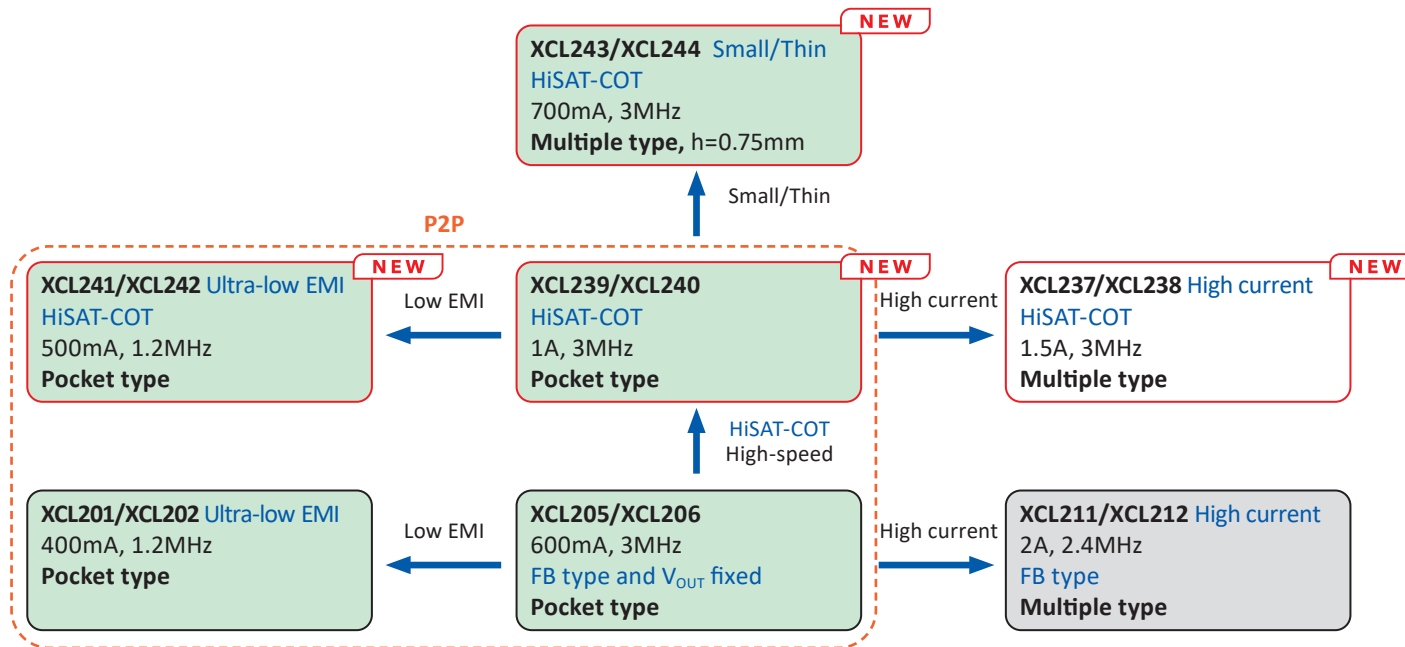 NEW
XCL243/XCL244 Small/Thin
HiSAT-COT
700mA, 3MHz
Multiple type, h=0.75mm
Small/Thin
P2P
NEW
XCL241/XCL242 Ultra-low EMI
HiSAT-COT
500mA, 1.2MHz
Pocket type
Low EMI
NEW
XCL239/XCL240
HiSAT-COT
1A, 3MHz
Pocket type
High current
NEW
XCL237/XCL238 High current
HiSAT-COT
1.5A, 3MHz
Multiple type
HiSAT-COT
High-speed
XCL201/XCL202 Ultra-low EMI
400mA, 1.2MHz
Pocket type
Low EMI
XCL205/XCL206
600mA, 3MHz
FB type and VOUT fixed
Pocket type
High current
XCL211/XCL212 High current
2A, 2.4MHz
FB type
Multiple type